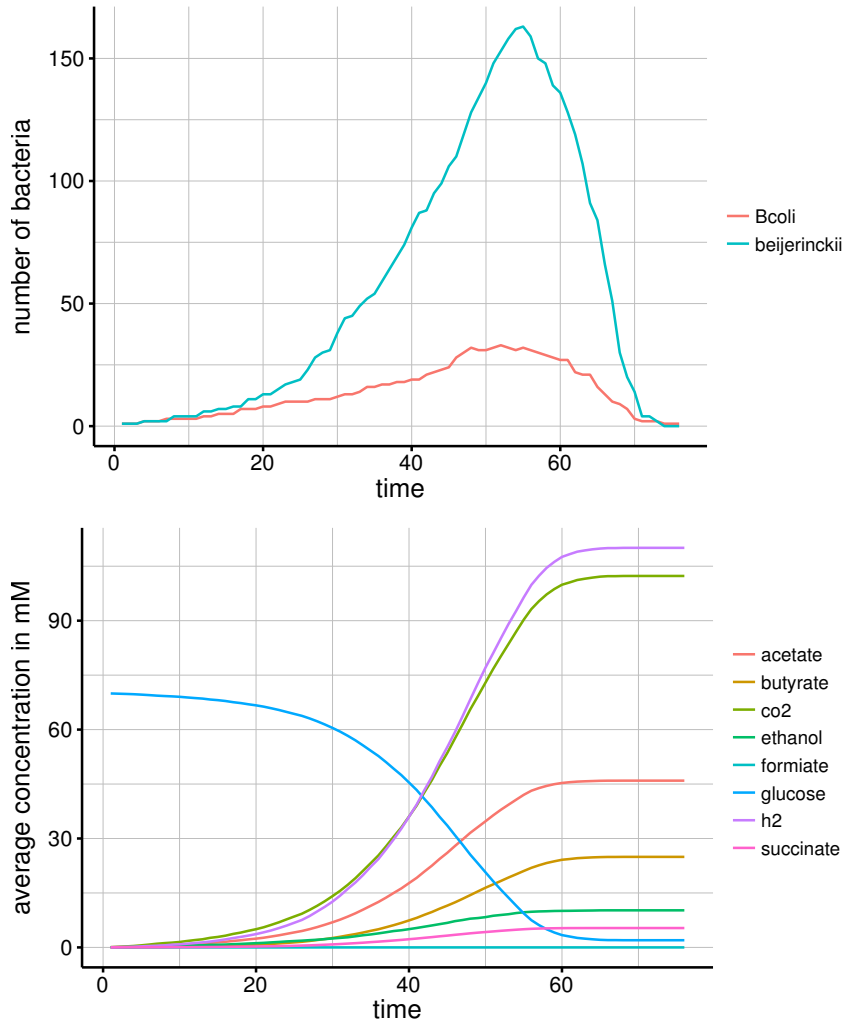 number of bacteria
150
100
50
0
0 20 40 60
time
Bcoli
beijerinckii
average concentration in mM
90
60
30
0
0 20 40 60
time
acetate
butyrate
co2
ethanol
formiate
glucose
h2
succinate